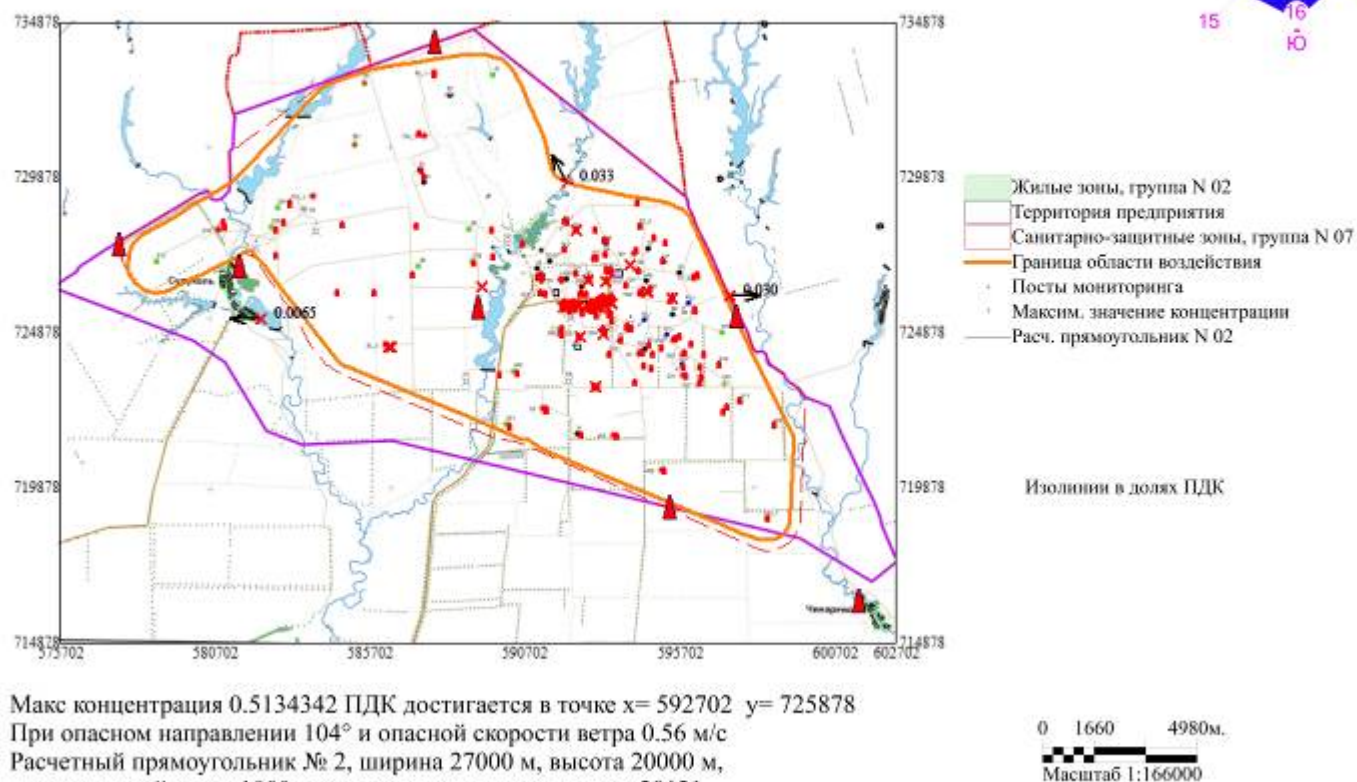 15
16
Ю
734878
734878
729878
729878
0.033
0.030
0.0065
724878
724878
719878
719878
714878
714878
575702
580702
585702
590702
595702
600702
602702
Жилые зоны, группа N 02
Территория предприятия
Санитарно-защитные зоны, группа N 07
Граница области воздействия
Посты мониторинга
Максим. значение концентрации
Расч. прямоугольник N 02
Изолинии в долях ПДК
Макс концентрация 0.5134342 ПДК достигается в точке x= 592702 y= 725878
При опасном направлении 104° и опасной скорости ветра 0.56 м/с
Расчетный прямоугольник № 2, ширина 27000 м, высота 20000 м,
0 1660 4980м.
Масштаб 1:166000